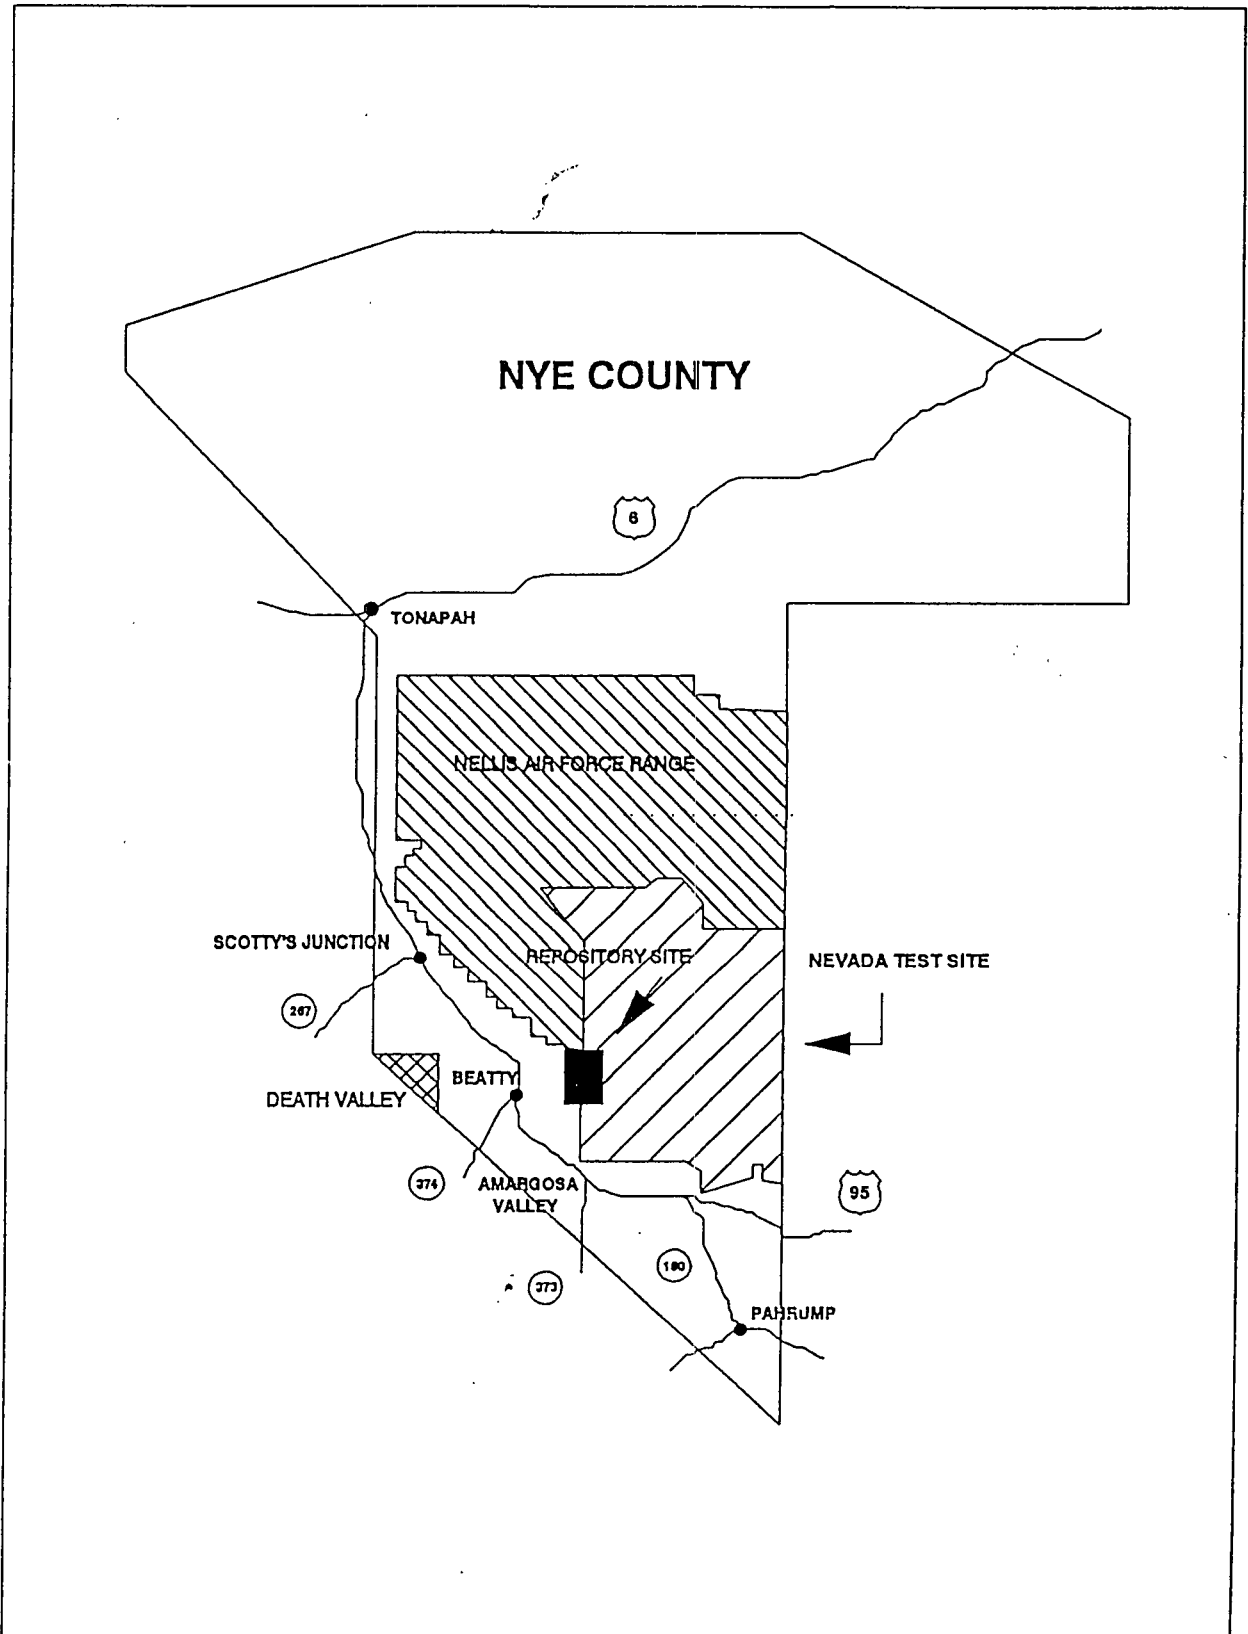 NYE COUNTY
6
TONAPAH
NELLIS AIR FORCE RANGE
SCOTTY'S JUNCTION
REPOSITORY SITE
NEVADA TEST SITE
267
BEATTY
DEATH VALLEY
374
AMARGOSA
VALLEY
95
160
373
PAHRUMP